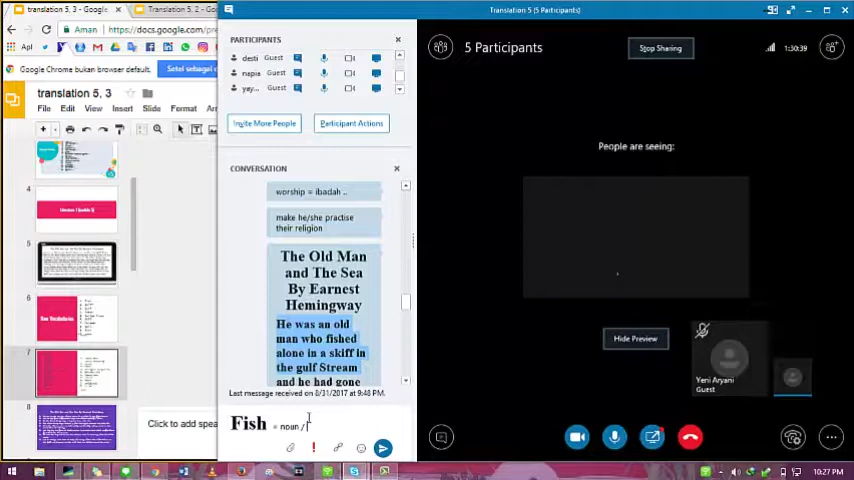 translation 5, 3 - Google
Translation 5, 2 - Goog
Translation 5 (5 Participants)
Aman
https://docs.google.com/pre
Apl
Google Chrome bukan browser default.
Setel sebagai
translation 5, 3
File Edit View Insert Slide Format
4
5
6
7
8
Click to add spea
PARTICIPANTS
desti Guest
napia Guest
yay... Guest
Invite More People
Participant Actions
CONVERSATION
worship = ibadah ..
make he/she practise
their religion
The Old Man
and The Sea
By Earnest
Hemingway
He was an old
man who fished
alone in a skiff in
the gulf Stream
and he had gone
Last message received on 8/31/2017 at 9:48 PM.
Fish = noun /
5 Participants
Stop Sharing
1:30:39
People are seeing:
Hide Preview
Yeni Aryani
Guest
10:27 PM